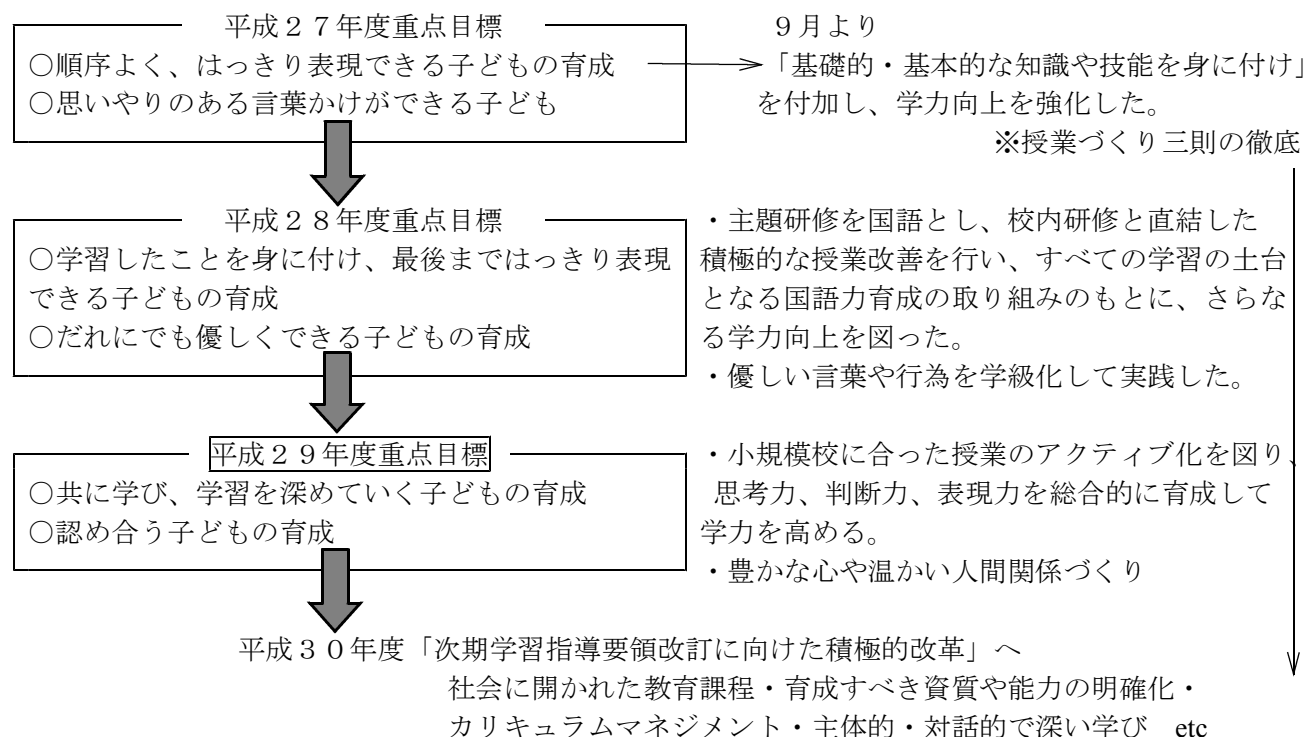 平成２７年度重点目標
○順序よく、はっきり表現できる子どもの育成
○思いやりのある言葉かけができる子ども
９月より
「基礎的・基本的な知識や技能を身に付け」
を付加し、学力向上を強化した。
※授業づくり三則の徹底
平成２８年度重点目標
○学習したことを身に付け、最後まではっきり表現
できる子どもの育成
○だれにでも優しくできる子どもの育成
・主題研修を国語とし、校内研修と直結した
積極的な授業改善を行い、すべての学習の土台
となる国語力育成の取り組みのもとに、さらな
る学力向上を図った。
・優しい言葉や行為を学級化して実践した。
平成２９年度重点目標
○共に学び、学習を深めていく子どもの育成
○認め合う子どもの育成
・小規模校に合った授業のアクティブ化を図り、
思考力、判断力、表現力を総合的に育成して
学力を高める。
・豊かな心や温かい人間関係づくり
平成３０年度「次期学習指導要領改訂に向けた積極的改革」へ
社会に開かれた教育課程・育成すべき資質や能力の明確化・
カリキュラムマネジメント・主体的・対話的で深い学び　etc